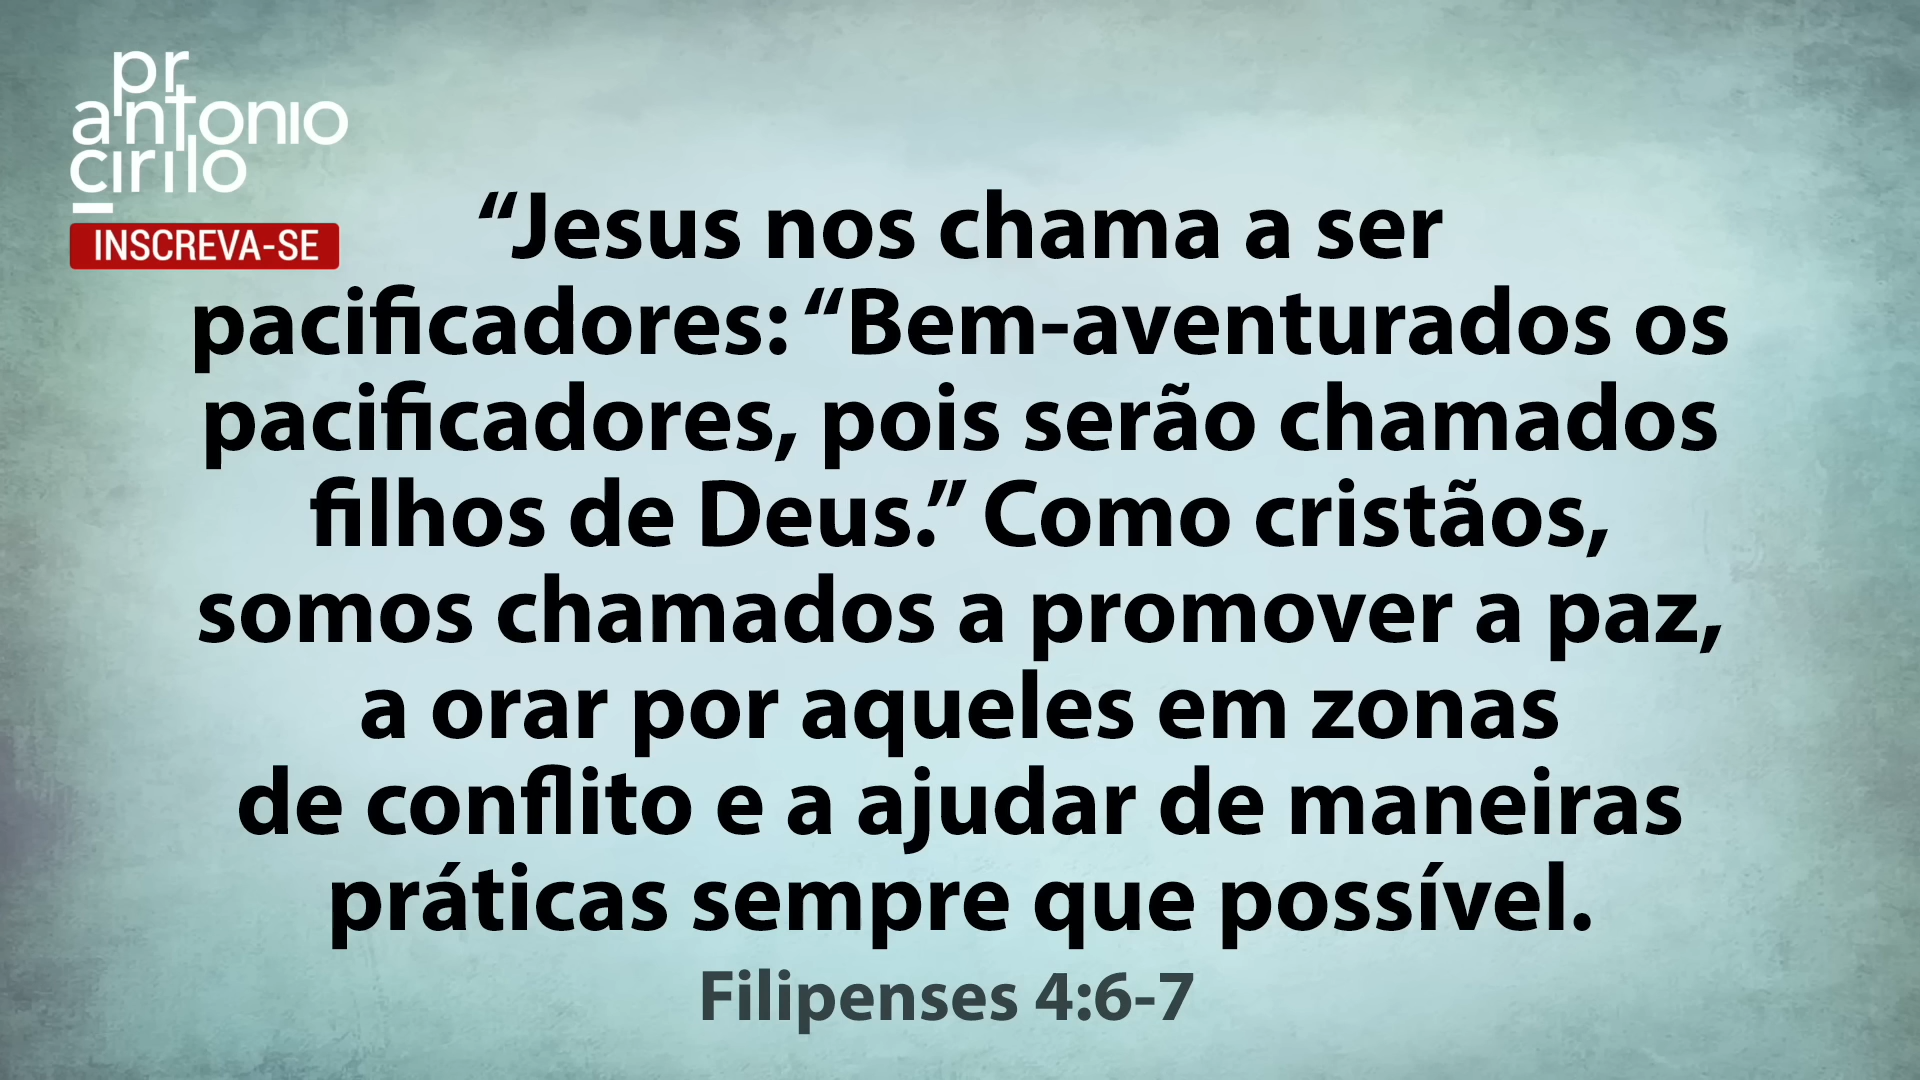 pr
antonio
cirilo
INSCREVA-SE
“Jesus nos chama a ser
pacificadores: “Bem-aventurados os
pacificadores, pois serão chamados
filhos de Deus.” Como cristãos,
somos chamados a promover a paz,
a orar por aqueles em zonas
de conflito e a ajudar de maneiras
práticas sempre que possível.
Filipenses 4:6-7